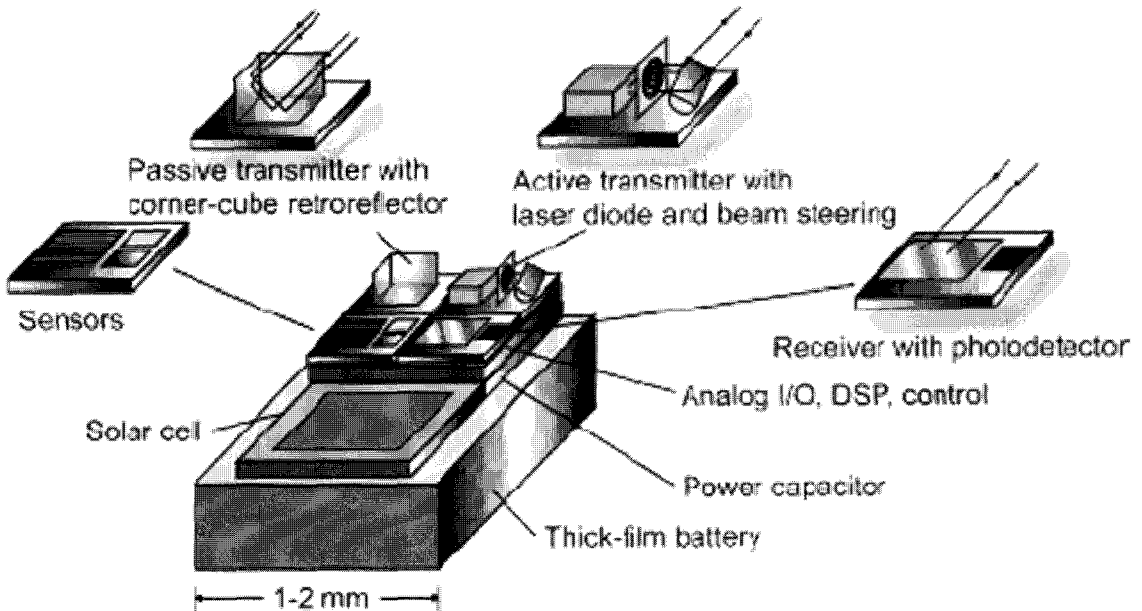 Passive transmitter with
corner-cube retroreflector
Active transmitter with
laser diode and beam steering
Sensors
Receiver with photodetector
Analog I/O, DSP, control
Solar cell
Power capacitor
Thick-film battery
1-2 mm